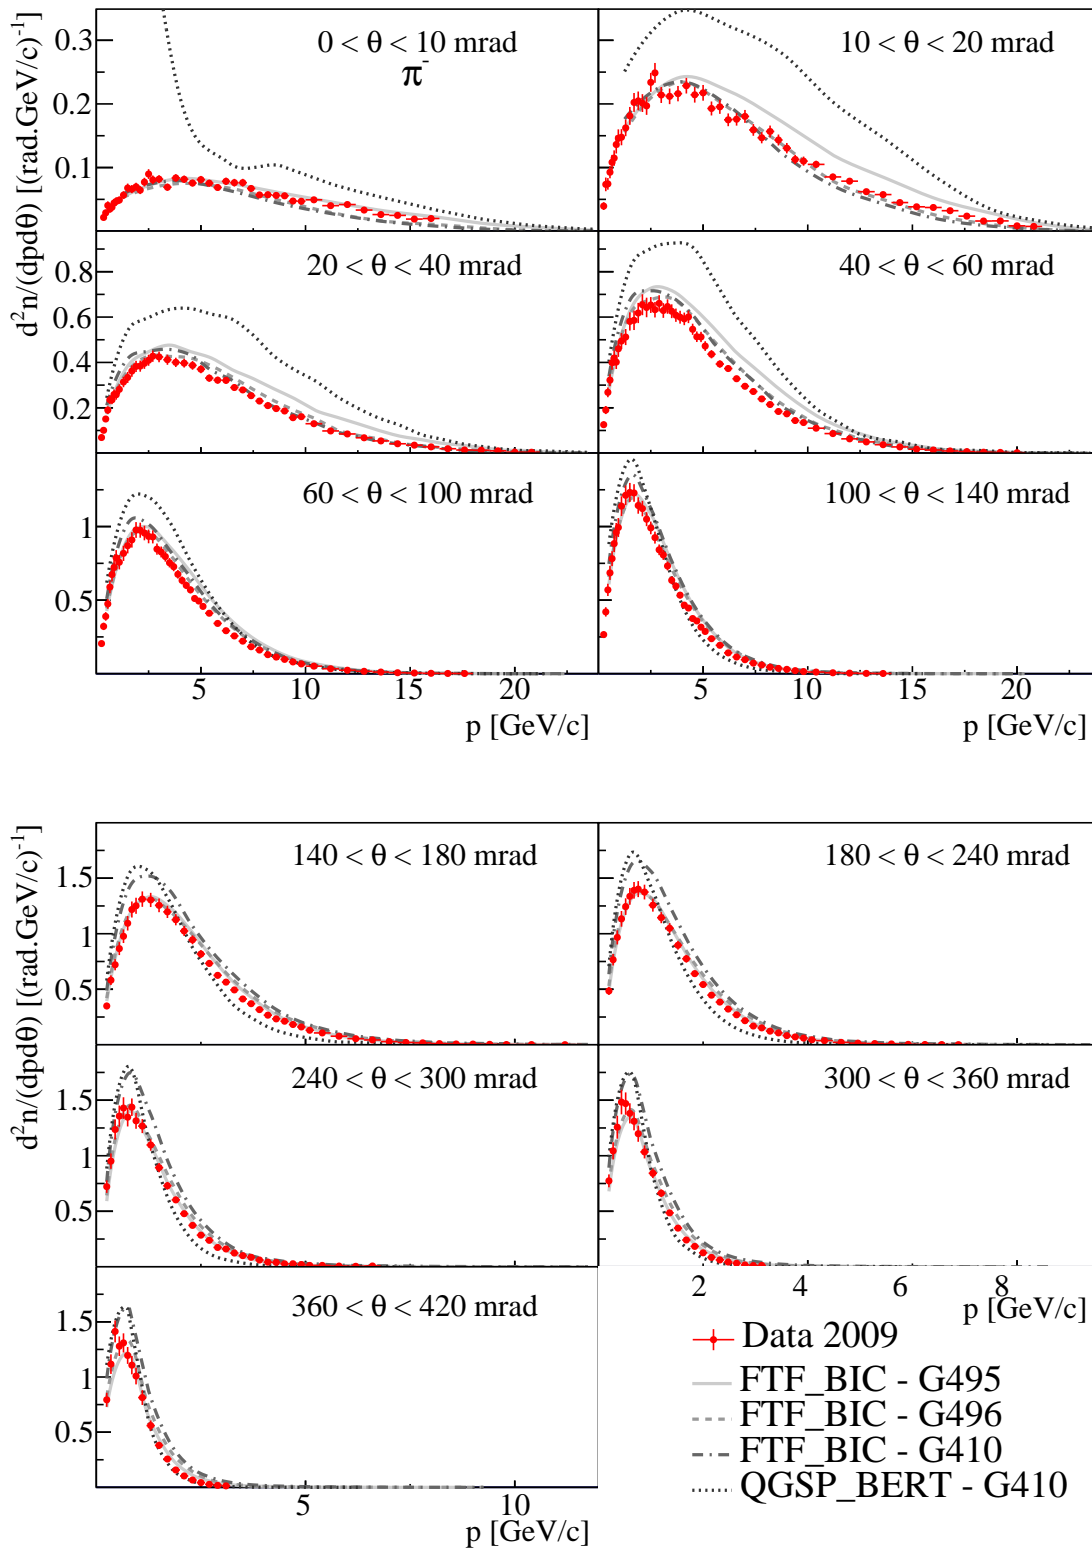 d²n/(dpdθ) [(rad.GeV/c)⁻¹]
0 < θ < 10 mrad
π⁻
10 < θ < 20 mrad
0.3
0.2
0.1
20 < θ < 40 mrad
40 < θ < 60 mrad
0.8
0.6
0.4
0.2
60 < θ < 100 mrad
100 < θ < 140 mrad
1
0.5
5 10 15 20
5 10 15 20
p [GeV/c]
p [GeV/c]
d²n/(dpdθ) [(rad.GeV/c)⁻¹]
140 < θ < 180 mrad
180 < θ < 240 mrad
1.5
1
0.5
240 < θ < 300 mrad
300 < θ < 360 mrad
1.5
1
0.5
2 4 6 8
p [GeV/c]
360 < θ < 420 mrad
1.5
1
0.5
5 10
p [GeV/c]
Data 2009
FTF_BIC - G495
FTF_BIC - G496
FTF_BIC - G410
QGSP_BERT - G410